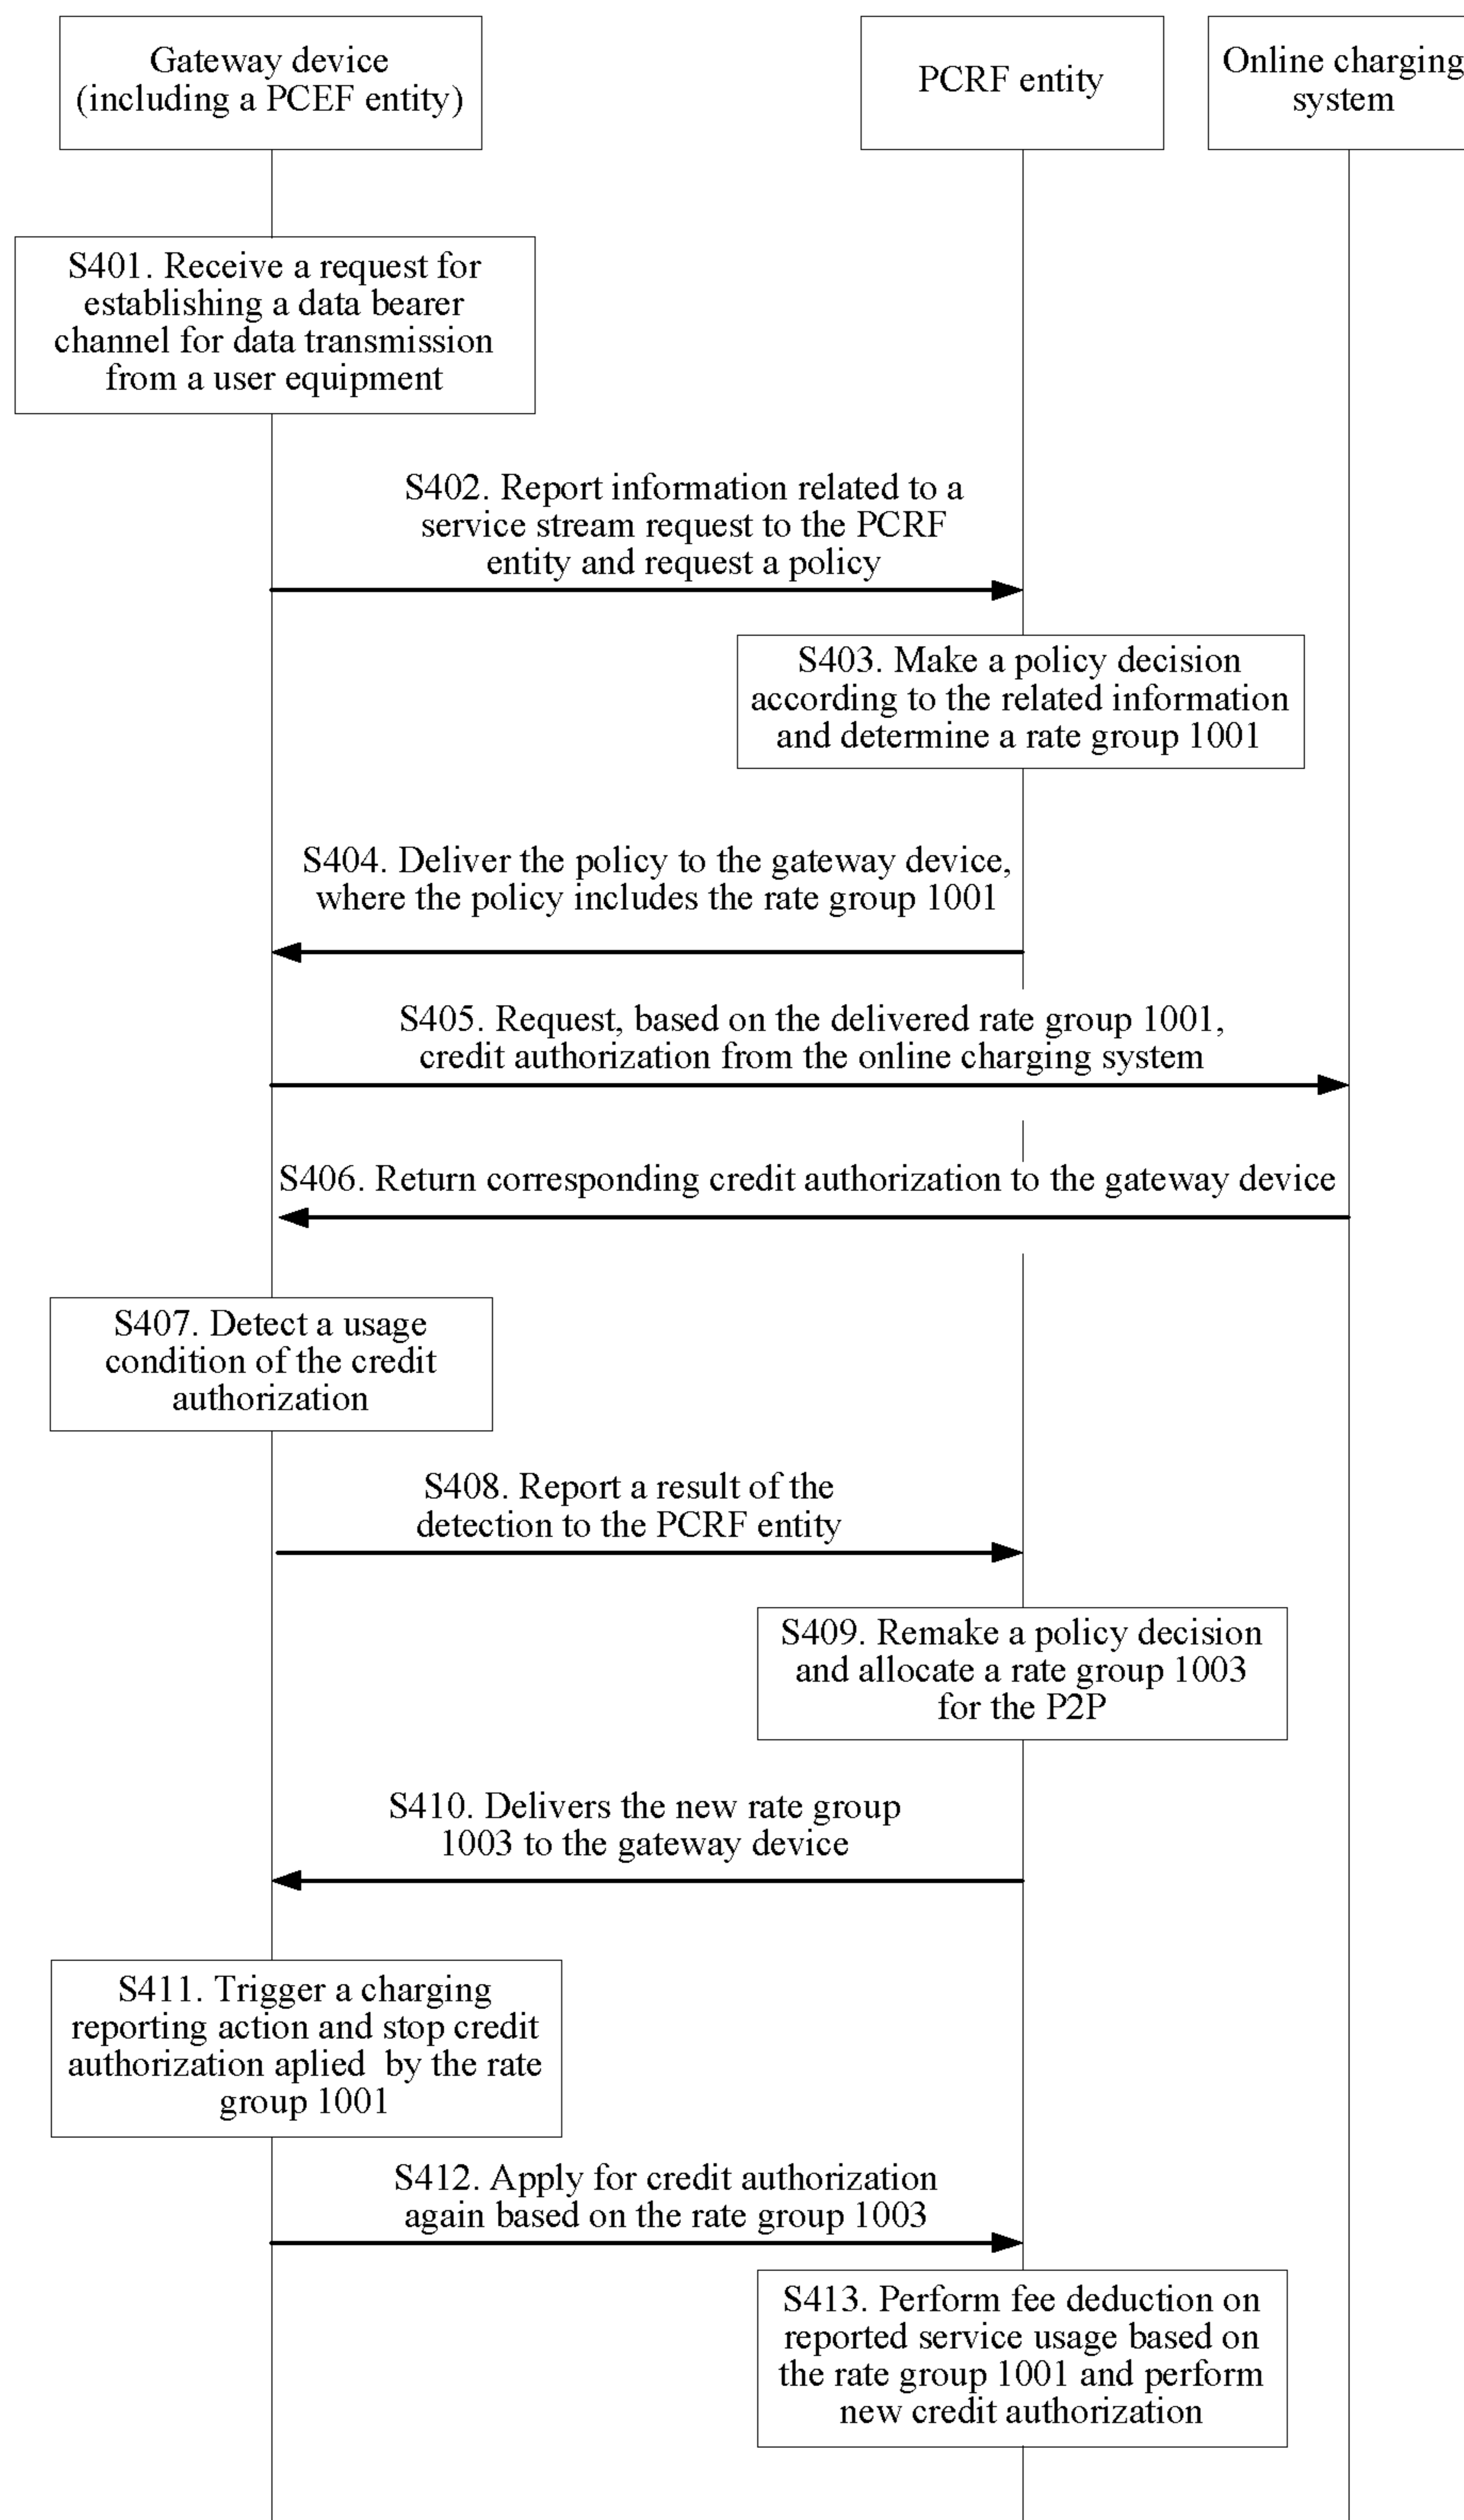 Gateway device
(including a PCEF entity)
PCRF entity
Online charging
system
S401. Receive a request for
establishing a data bearer
channel for data transmission
from a user equipment
S402. Report information related to a
service stream request to the PCRF
entity and request a policy
S403. Make a policy decision
according to the related information
and determine a rate group 1001
S404. Deliver the policy to the gateway device,
where the policy includes the rate group 1001
S405. Request, based on the delivered rate group 1001,
credit authorization from the online charging system
S406. Return corresponding credit authorization to the gateway device
S407. Detect a usage
condition of the credit
authorization
S408. Report a result of the
detection to the PCRF entity
S409. Remake a policy decision
and allocate a rate group 1003
for the P2P
S410. Delivers the new rate group
1003 to the gateway device
S411. Trigger a charging
reporting action and stop credit
authorization aplied by the rate
group 1001
S412. Apply for credit authorization
again based on the rate group 1003
S413. Perform fee deduction on
reported service usage based on
the rate group 1001 and perform
new credit authorization